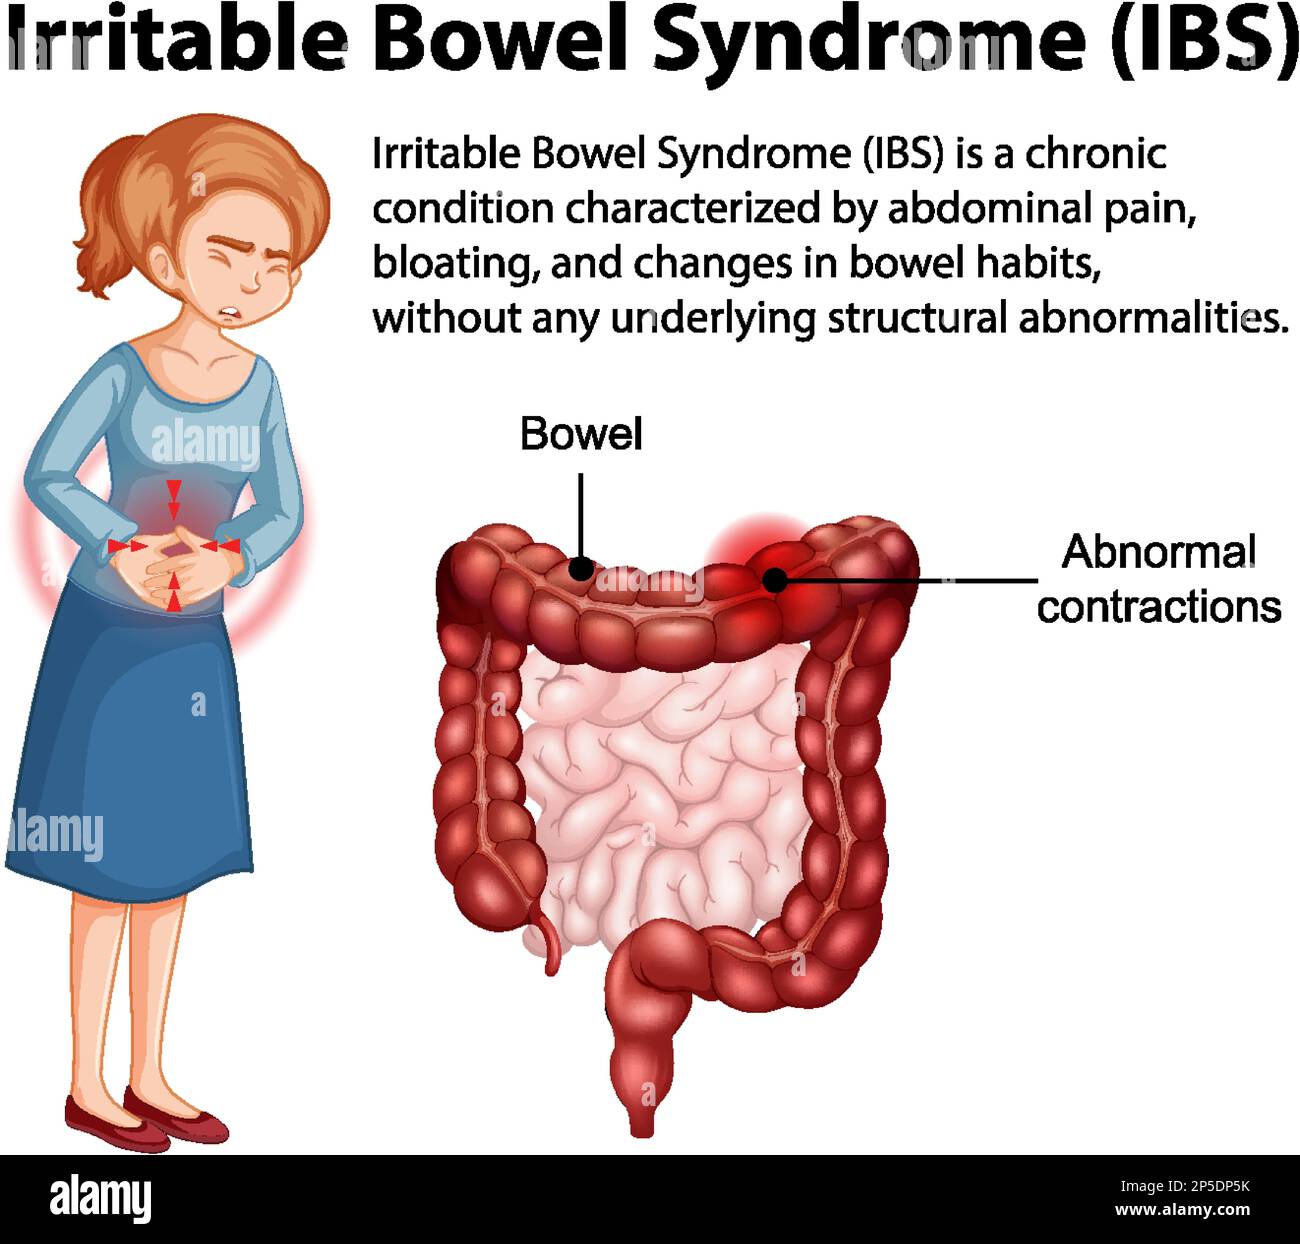 Irritable Bowel Syndrome (IBS)
Irritable Bowel Syndrome (IBS) is a chronic
condition characterized by abdominal pain,
bloating, and changes in bowel habits,
without any underlying structural abnormalities.
Bowel
Abnormal
contractions
a
alamy
a
a
a
alamy
a
a
a
alamy
Image ID: 2P5DP5K
www.alamy.com